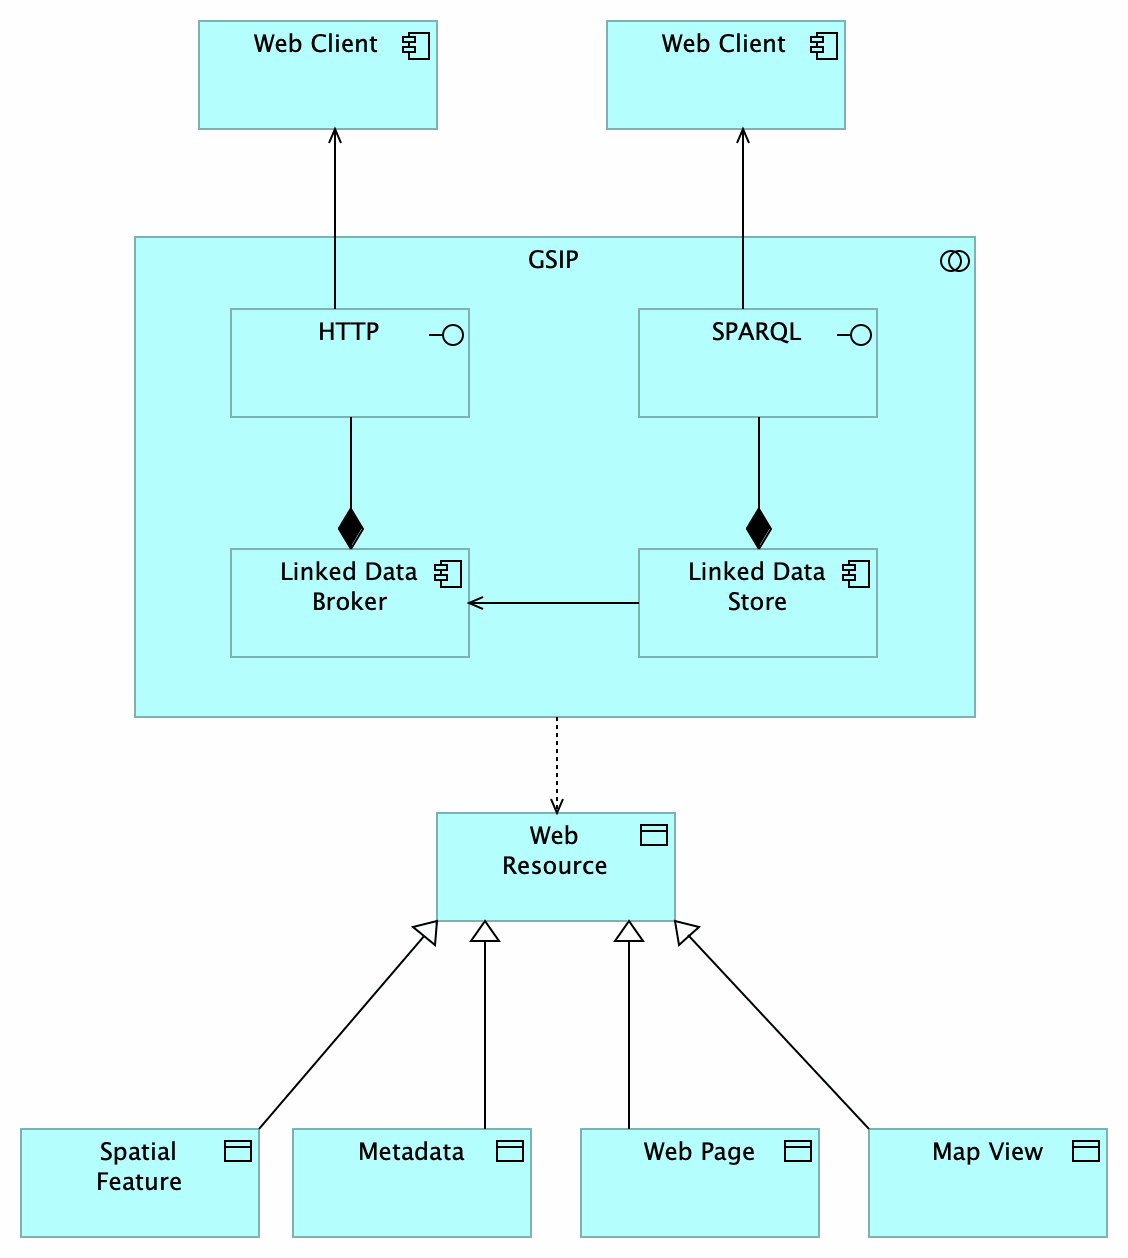 Web Client
Web Client
GSIP
HTTP
SPARQL
Linked Data
Broker
Linked Data
Store
Web
Resource
Spatial
Feature
Metadata
Web Page
Map View